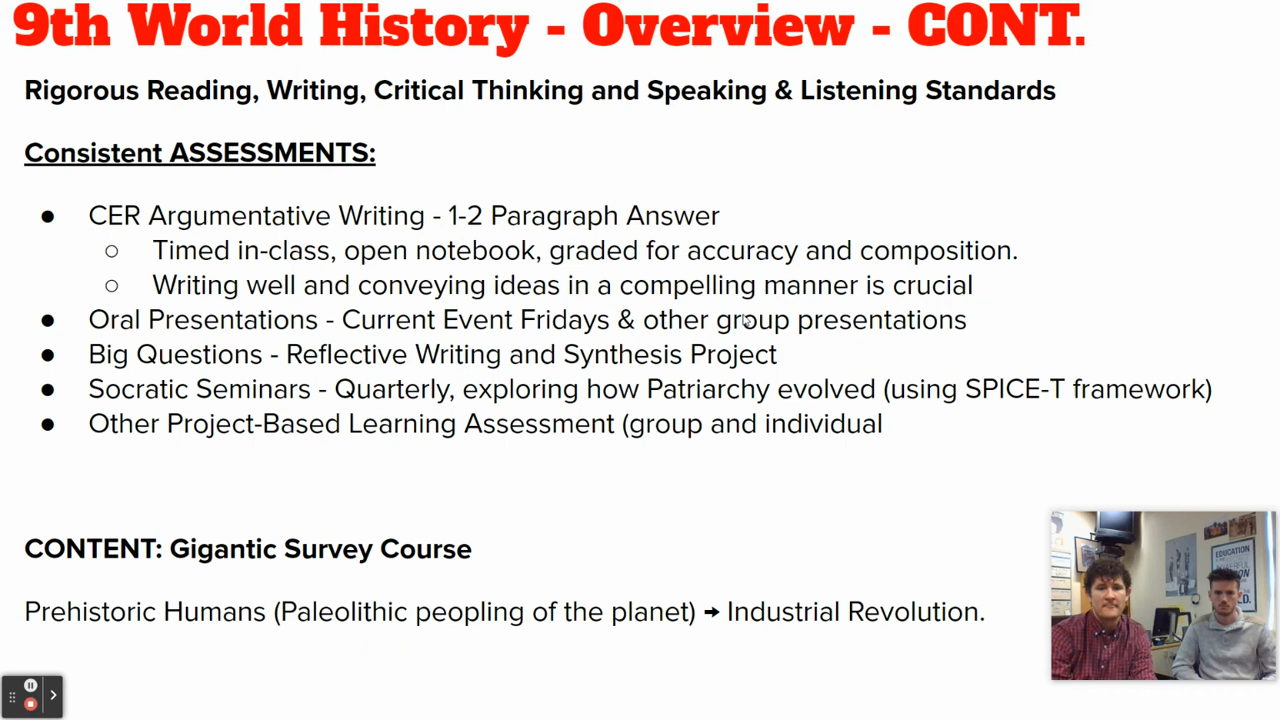 9th World History - Overview - CONT.
Rigorous Reading, Writing, Critical Thinking and Speaking & Listening Standards
Consistent ASSESSMENTS:
● CER Argumentative Writing - 1-2 Paragraph Answer
○ Timed in-class, open notebook, graded for accuracy and composition.
○ Writing well and conveying ideas in a compelling manner is crucial
● Oral Presentations - Current Event Fridays & other group presentations
● Big Questions - Reflective Writing and Synthesis Project
● Socratic Seminars - Quarterly, exploring how Patriarchy evolved (using SPICE-T framework)
● Other Project-Based Learning Assessment (group and individual
CONTENT: Gigantic Survey Course
Prehistoric Humans (Paleolithic peopling of the planet) → Industrial Revolution.
EDUCATION